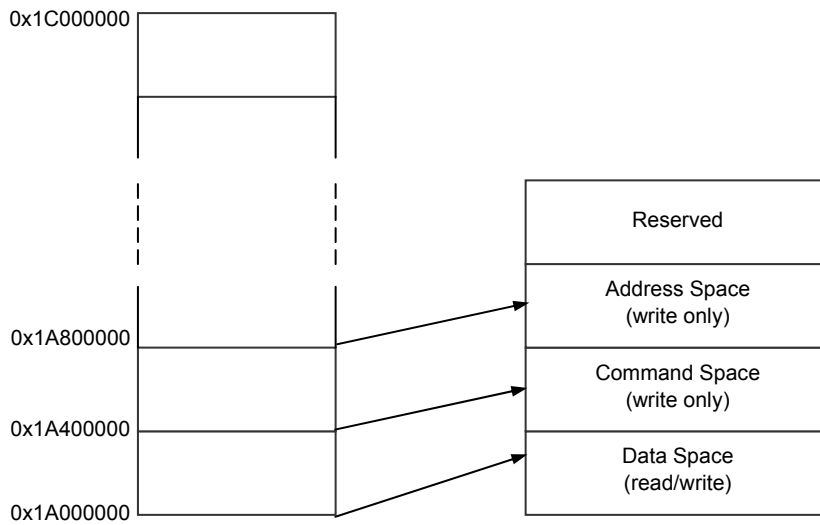 0x1C000000
Reserved
Address Space
(write only)
0x1A800000
Command Space
(write only)
0x1A400000
Data Space
(read/write)
0x1A000000